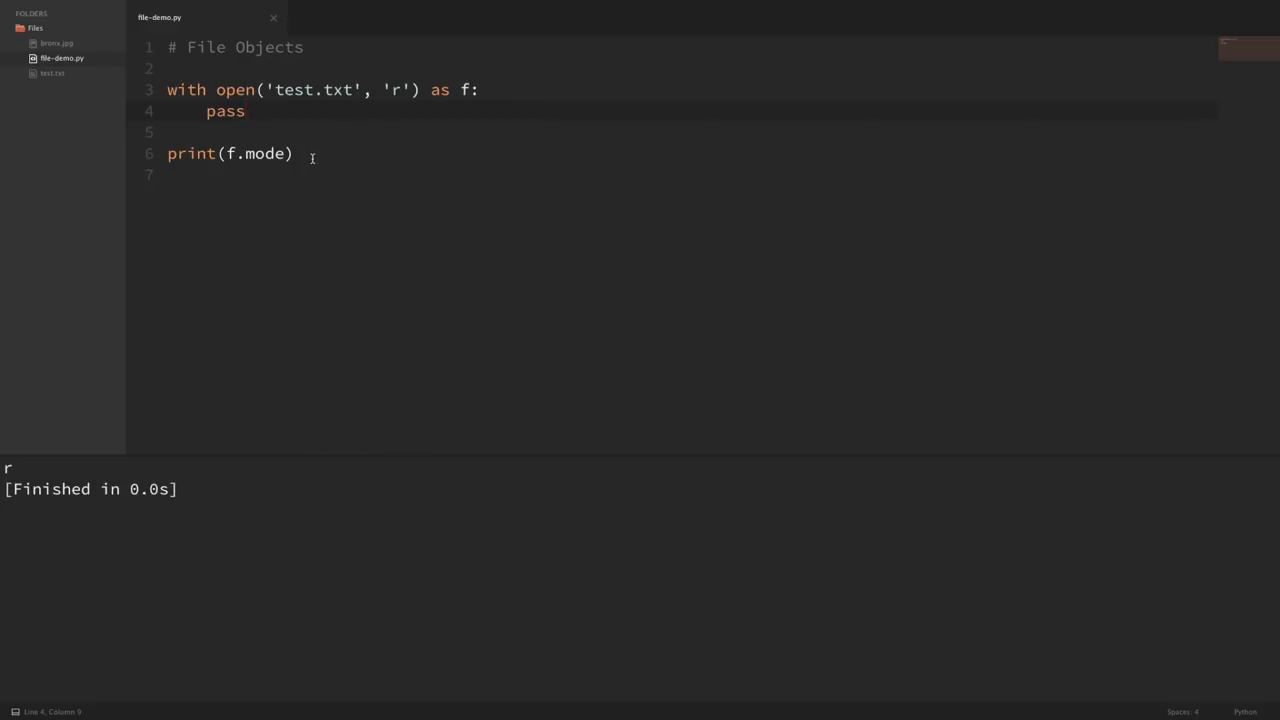 FOLDERS
Files
bronx.jpg
file-demo.py
test.txt
file-demo.py ×
1 # File Objects
2
3 with open('test.txt', 'r') as f:
4     pass
5
6 print(f.mode)
7
r
[Finished in 0.0s]
Line 4, Column 9 Spaces: 4 Python